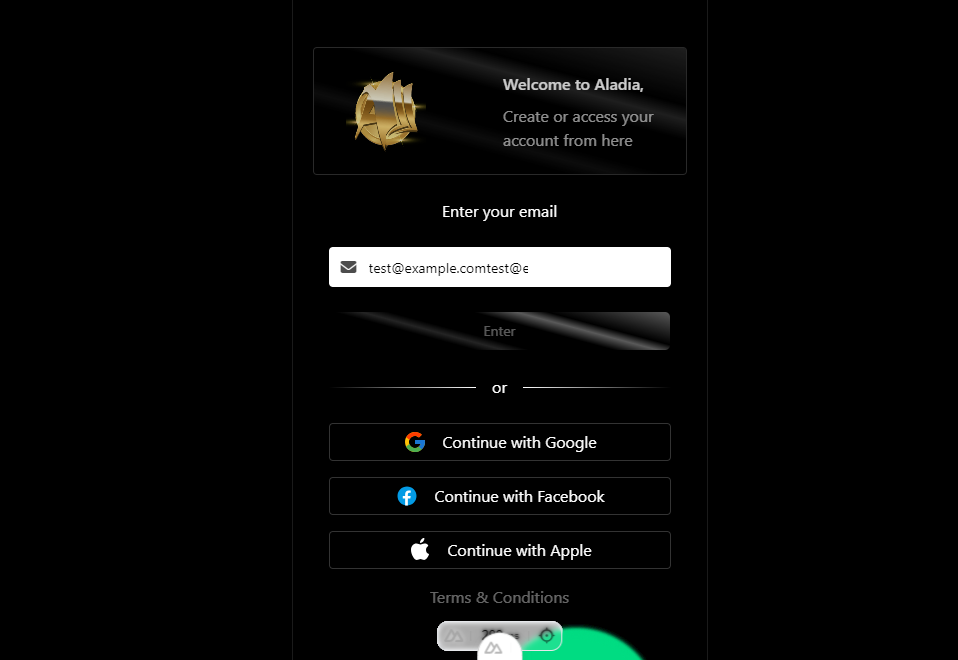 Welcome to Aladia,
Create or access your
account from here
Enter your email
test@example.comtest@e
Enter
or
Continue with Google
Continue with Facebook
Continue with Apple
Terms & Conditions